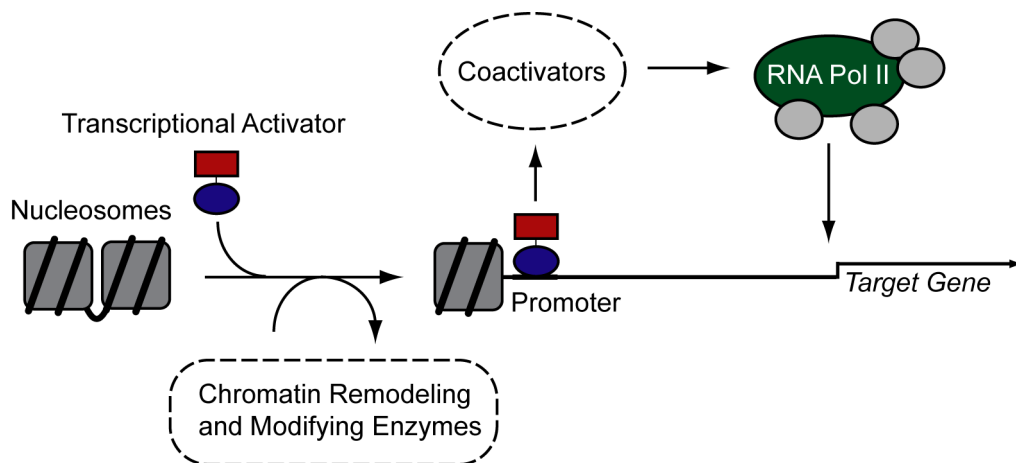 Coactivators
RNA Pol II
Transcriptional Activator
Nucleosomes
Promoter
Target Gene
Chromatin Remodeling
and Modifying Enzymes